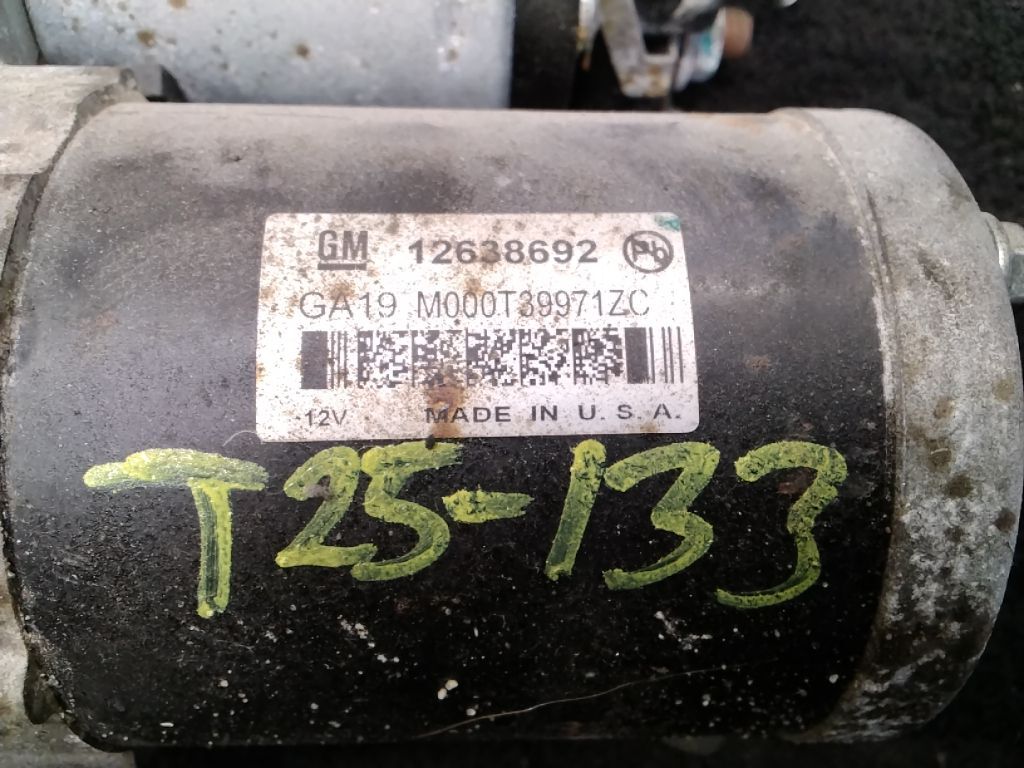 GM 12638692 Pb
GA19 M000T39971ZC
12V MADE IN U.S.A.
T25-133